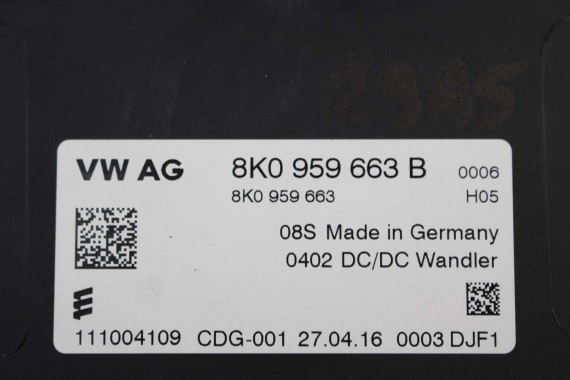 VW AG 8K0 959 663 B 0006
8K0 959 663 H05
08S Made in Germany
0402 DC/DC Wandler
111004109 CDG-001 27.04.16 0003 DJF1